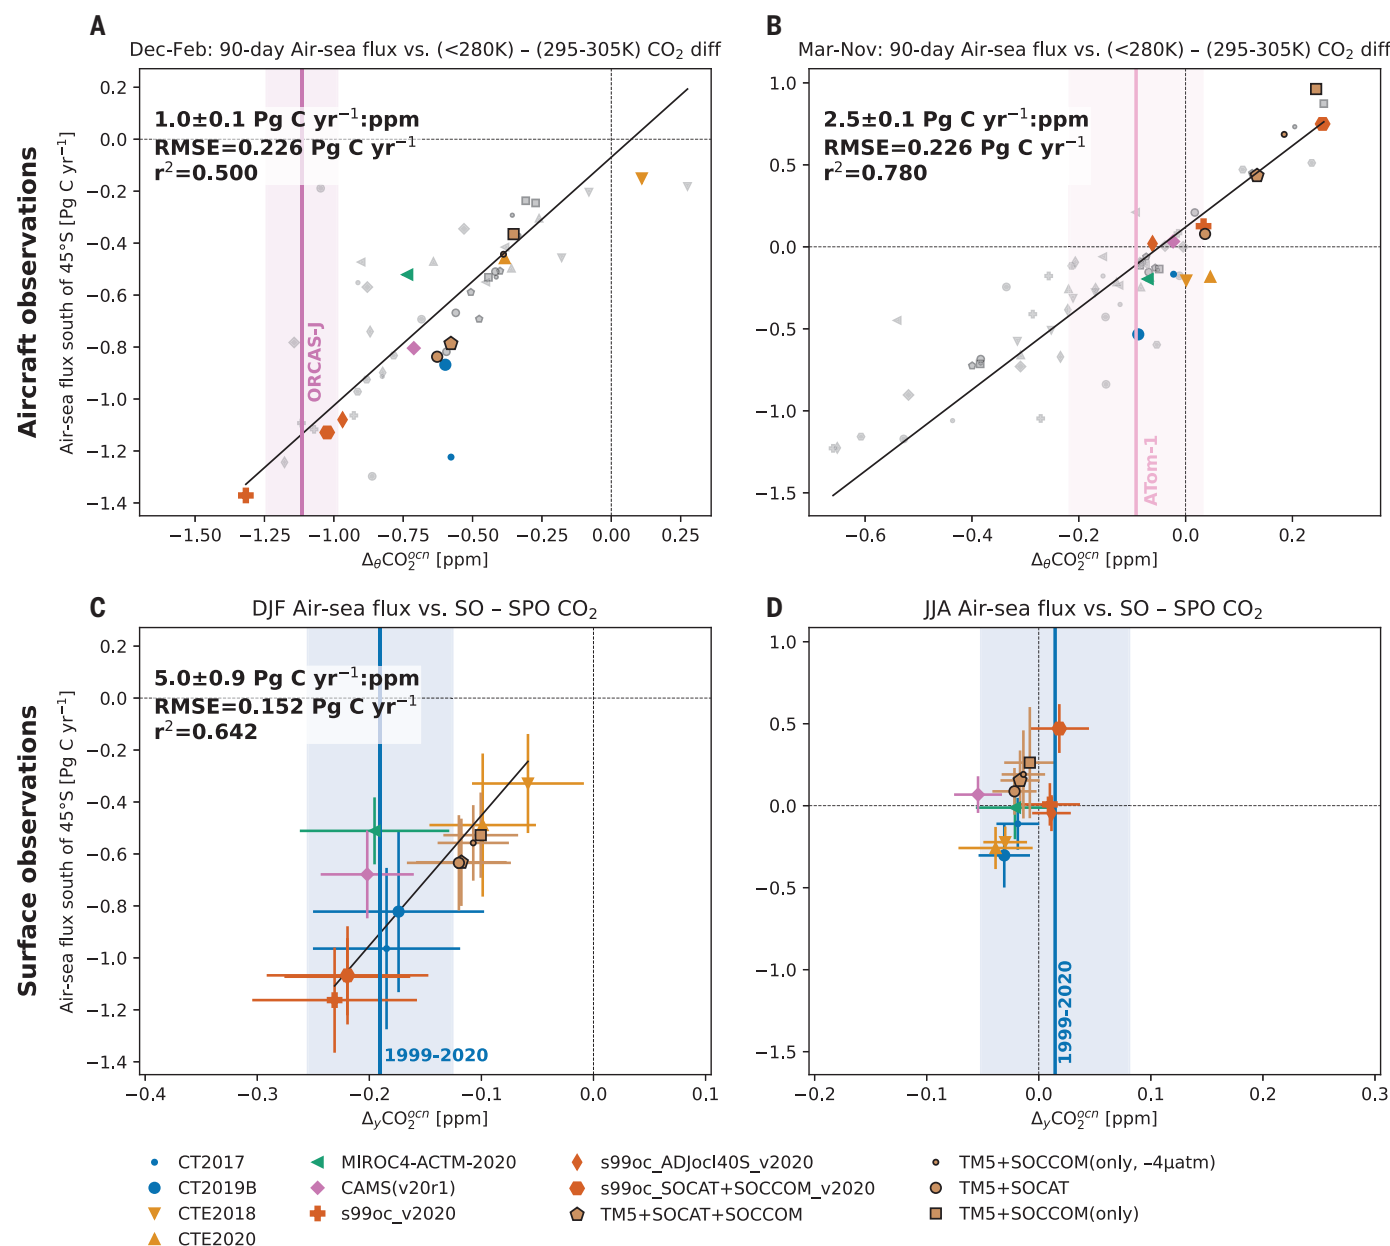 A
Dec-Feb: 90-day Air-sea flux vs. (<280K) – (295-305K) CO₂ diff
B
Mar-Nov: 90-day Air-sea flux vs. (<280K) – (295-305K) CO₂ diff
Aircraft observations
Air-sea flux south of 45°S [Pg C yr⁻¹]
0.2
0.0
−0.2
−0.4
−0.6
−0.8
−1.0
−1.2
−1.4
1.0±0.1 Pg C yr⁻¹:ppm
RMSE=0.226 Pg C yr⁻¹
r²=0.500
ORCAS-J
−1.50
−1.25
−1.00
−0.75
−0.50
−0.25
0.00
0.25
ΔθCO₂ᵒᶜⁿ [ppm]
1.0
0.5
0.0
−0.5
−1.0
−1.5
2.5±0.1 Pg C yr⁻¹:ppm
RMSE=0.226 Pg C yr⁻¹
r²=0.780
ATom-1
−0.6
−0.4
−0.2
0.0
0.2
ΔθCO₂ᵒᶜⁿ [ppm]
C
DJF Air-sea flux vs. SO – SPO CO₂
D
JJA Air-sea flux vs. SO – SPO CO₂
Surface observations
Air-sea flux south of 45°S [Pg C yr⁻¹]
0.2
0.0
−0.2
−0.4
−0.6
−0.8
−1.0
−1.2
−1.4
5.0±0.9 Pg C yr⁻¹:ppm
RMSE=0.152 Pg C yr⁻¹
r²=0.642
1999-2020
−0.4
−0.3
−0.2
−0.1
0.0
0.1
ΔyCO₂ᵒᶜⁿ [ppm]
1.0
0.5
0.0
−0.5
−1.0
−1.5
1999-2020
−0.2
−0.1
0.0
0.1
0.2
0.3
ΔyCO₂ᵒᶜⁿ [ppm]
CT2017
CT2019B
CTE2018
CTE2020
MIROC4-ACTM-2020
CAMS(v20r1)
s99oc_v2020
s99oc_ADJocI40S_v2020
s99oc_SOCAT+SOCCOM_v2020
TM5+SOCAT+SOCCOM
TM5+SOCCOM(only, –4μatm)
TM5+SOCAT
TM5+SOCCOM(only)